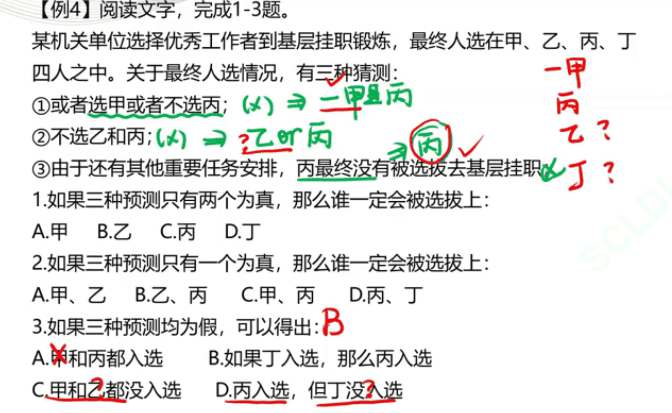 【例4】阅读文字，完成1-3题。
某机关单位选择优秀工作者到基层挂职锻炼，最终人选在甲、乙、丙、丁
四人之中。关于最终人选情况，有三种猜测：
①或者选甲或者不选丙；(×) ⇒ 一甲且丙
②不选乙和丙；(×) ⇒ ?乙or丙 ⇒ 丙 ✓
③由于还有其他重要任务安排，丙最终没有被选拔去基层挂职
一甲
丙
乙？
丁？
1.如果三种预测只有两个为真，那么谁一定会被选拔上：
A.甲 B.乙 C.丙 D.丁
2.如果三种预测只有一个为真，那么谁一定会被选拔上：
A.甲、乙 B.乙、丙 C.甲、丙 D.丙、丁
3.如果三种预测均为假，可以得出：B
A.甲和丙都入选 B.如果丁入选，那么丙入选
C.甲和乙都没入选 D.丙入选，但丁没入选